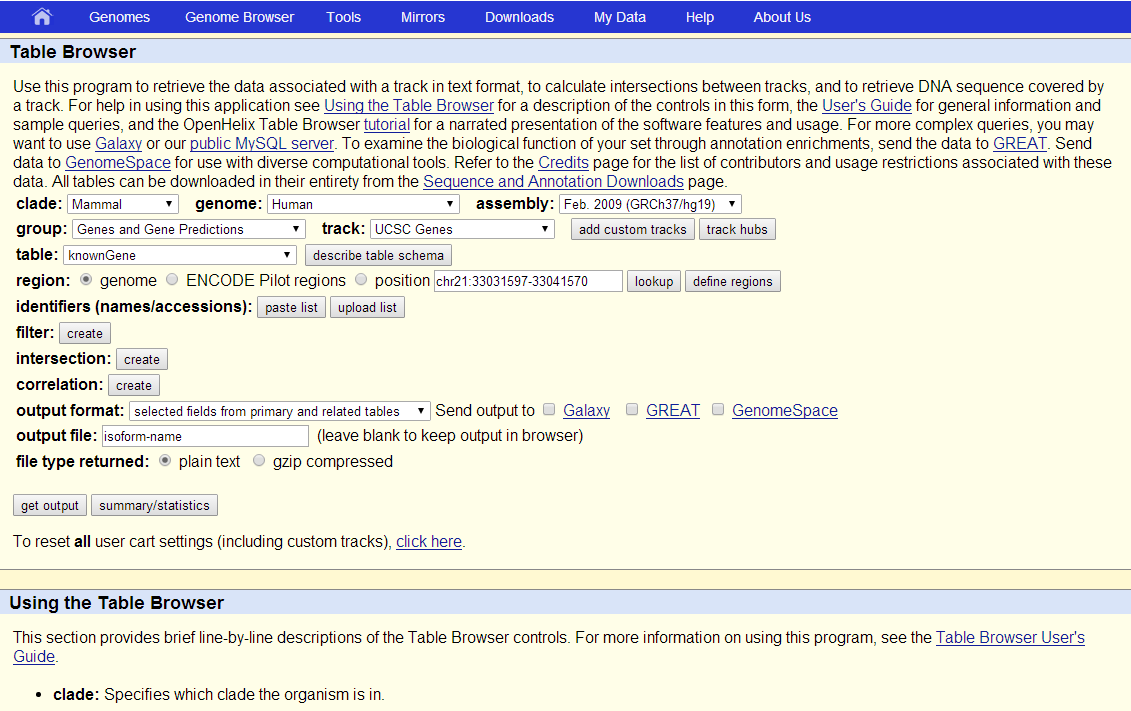 Genomes Genome Browser Tools Mirrors Downloads My Data Help About Us
Table Browser
Use this program to retrieve the data associated with a track in text format, to calculate intersections between tracks, and to retrieve DNA sequence covered by
a track. For help in using this application see Using the Table Browser for a description of the controls in this form, the User's Guide for general information and
sample queries, and the OpenHelix Table Browser tutorial for a narrated presentation of the software features and usage. For more complex queries, you may
want to use Galaxy or our public MySQL server. To examine the biological function of your set through annotation enrichments, send the data to GREAT. Send
data to GenomeSpace for use with diverse computational tools. Refer to the Credits page for the list of contributors and usage restrictions associated with these
data. All tables can be downloaded in their entirety from the Sequence and Annotation Downloads page.
clade: Mammal genome: Human assembly: Feb. 2009 (GRCh37/hg19)
group: Genes and Gene Predictions track: UCSC Genes add custom tracks track hubs
table: knownGene describe table schema
region: genome ENCODE Pilot regions position chr21:33031597-33041570 lookup define regions
identifiers (names/accessions): paste list upload list
filter: create
intersection: create
correlation: create
output format: selected fields from primary and related tables Send output to Galaxy GREAT GenomeSpace
output file: isoform-name (leave blank to keep output in browser)
file type returned: plain text gzip compressed
get output summary/statistics
To reset all user cart settings (including custom tracks), click here.
Using the Table Browser
This section provides brief line-by-line descriptions of the Table Browser controls. For more information on using this program, see the Table Browser User's
Guide.
• clade: Specifies which clade the organism is in.